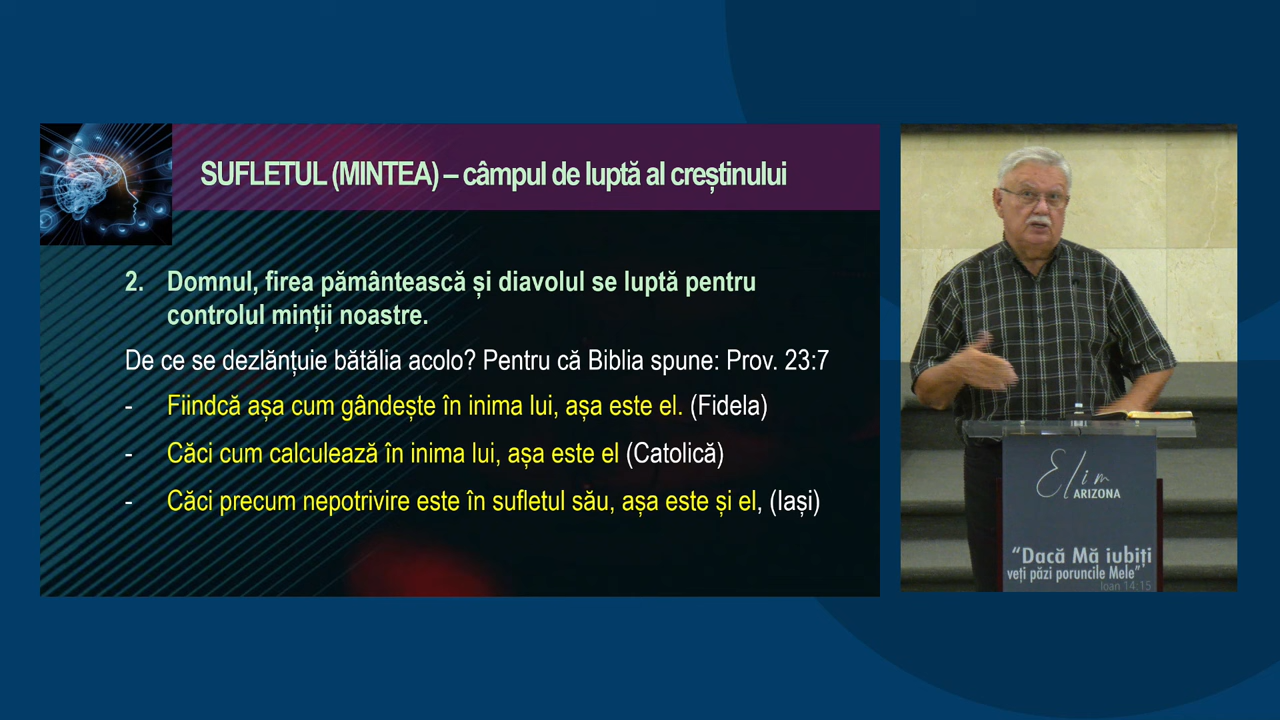 SUFLETUL (MINTEA) – câmpul de luptă al creștinului
2. Domnul, firea pământească și diavolul se luptă pentru
controlul minții noastre.
De ce se dezlănțuie bătălia acolo? Pentru că Biblia spune: Prov. 23:7
- Fiindcă așa cum gândește în inima lui, așa este el. (Fidela)
- Căci cum calculează în inima lui, așa este el (Catolică)
- Căci precum nepotrivire este în sufletul său, așa este și el, (Iași)
Elim
ARIZONA
“Dacă Mă iubiți
veți păzi poruncile Mele”
Ioan 14:15